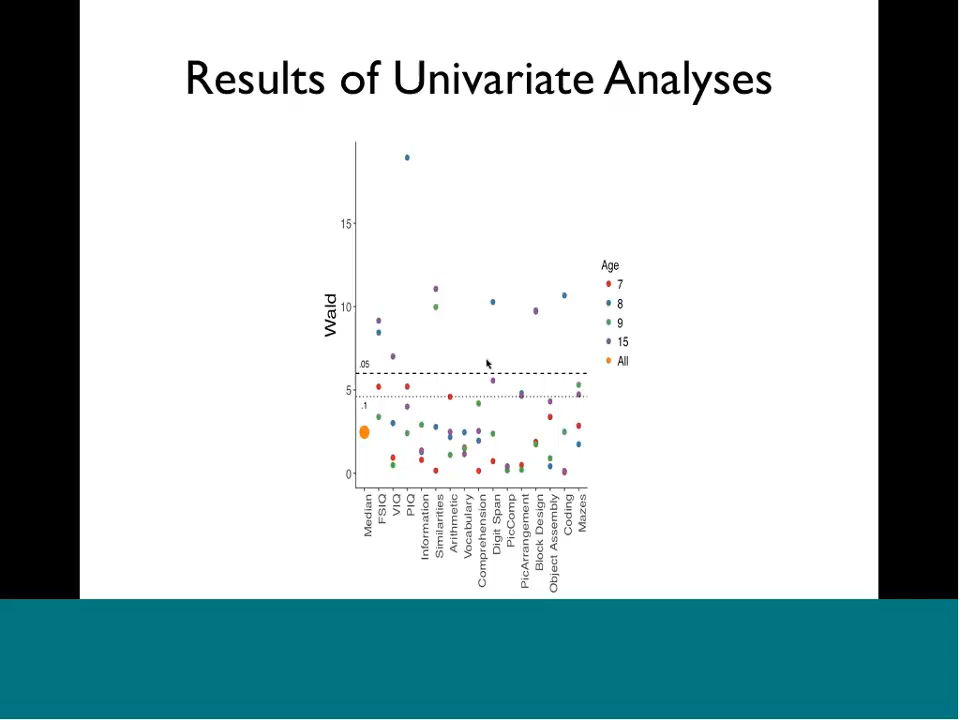 Results of Univariate Analyses
Wald
15
10
5
0
.05
.1
Median
FSIQ
VIQ
PIQ
Information
Similarities
Arithmetic
Vocabulary
Comprehension
Digit Span
PicComp
PicArrangement
Block Design
Object Assembly
Coding
Mazes
Age
7
8
9
15
All